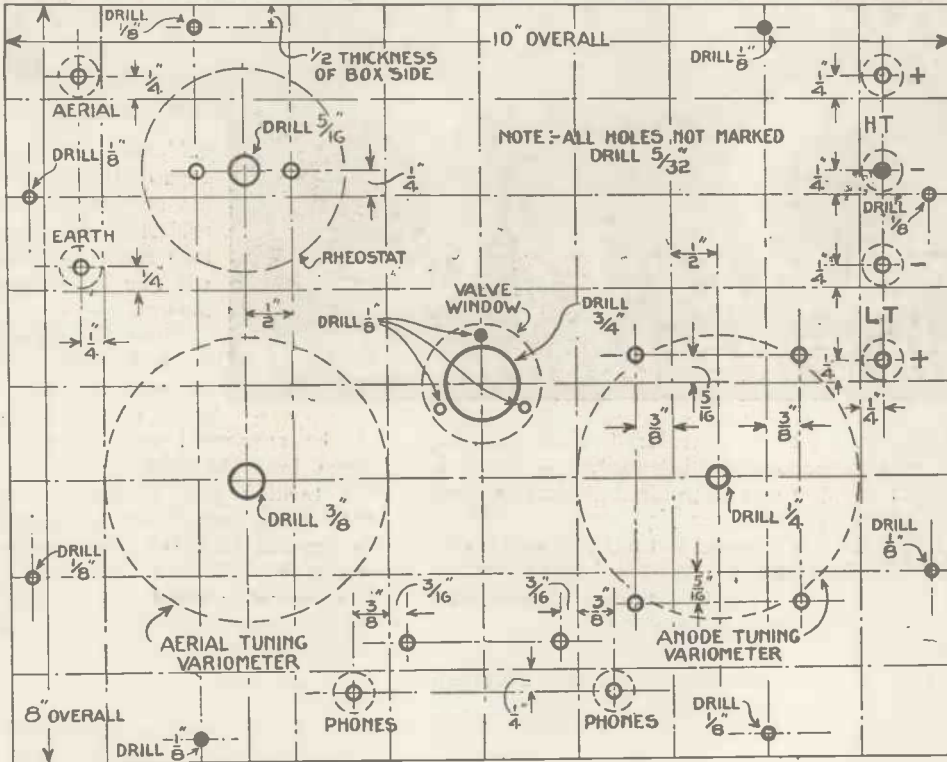 DRILL
1/8"
1/2 THICKNESS
OF BOX SIDE
10" OVERALL
DRILL 1/8"
1/4"
AERIAL
DRILL 5/16"
NOTE:-ALL HOLES NOT MARKED
DRILL 5/32"
1/4"
+
HT
DRILL 1/8"
1/4"
1/4"
-
DRILL
1/8"
EARTH
RHEOSTAT
1/2"
1/4"
1/4"
-
1/2"
DRILL 1/8"
VALVE
WINDOW
DRILL
3/4"
LT
1/4"
1/4"
+
5/16"
3/8"
3/8"
1/4"
DRILL 3/8"
DRILL 1/4"
DRILL
1/8"
DRILL
1/8"
3/16"
3/16"
5/16"
3/8"
3/8"
AERIAL TUNING
VARIOMETER
ANODE TUNING
VARIOMETER
8" OVERALL
PHONES
1/4"
PHONES
DRILL
1/8"
DRILL 1/8"